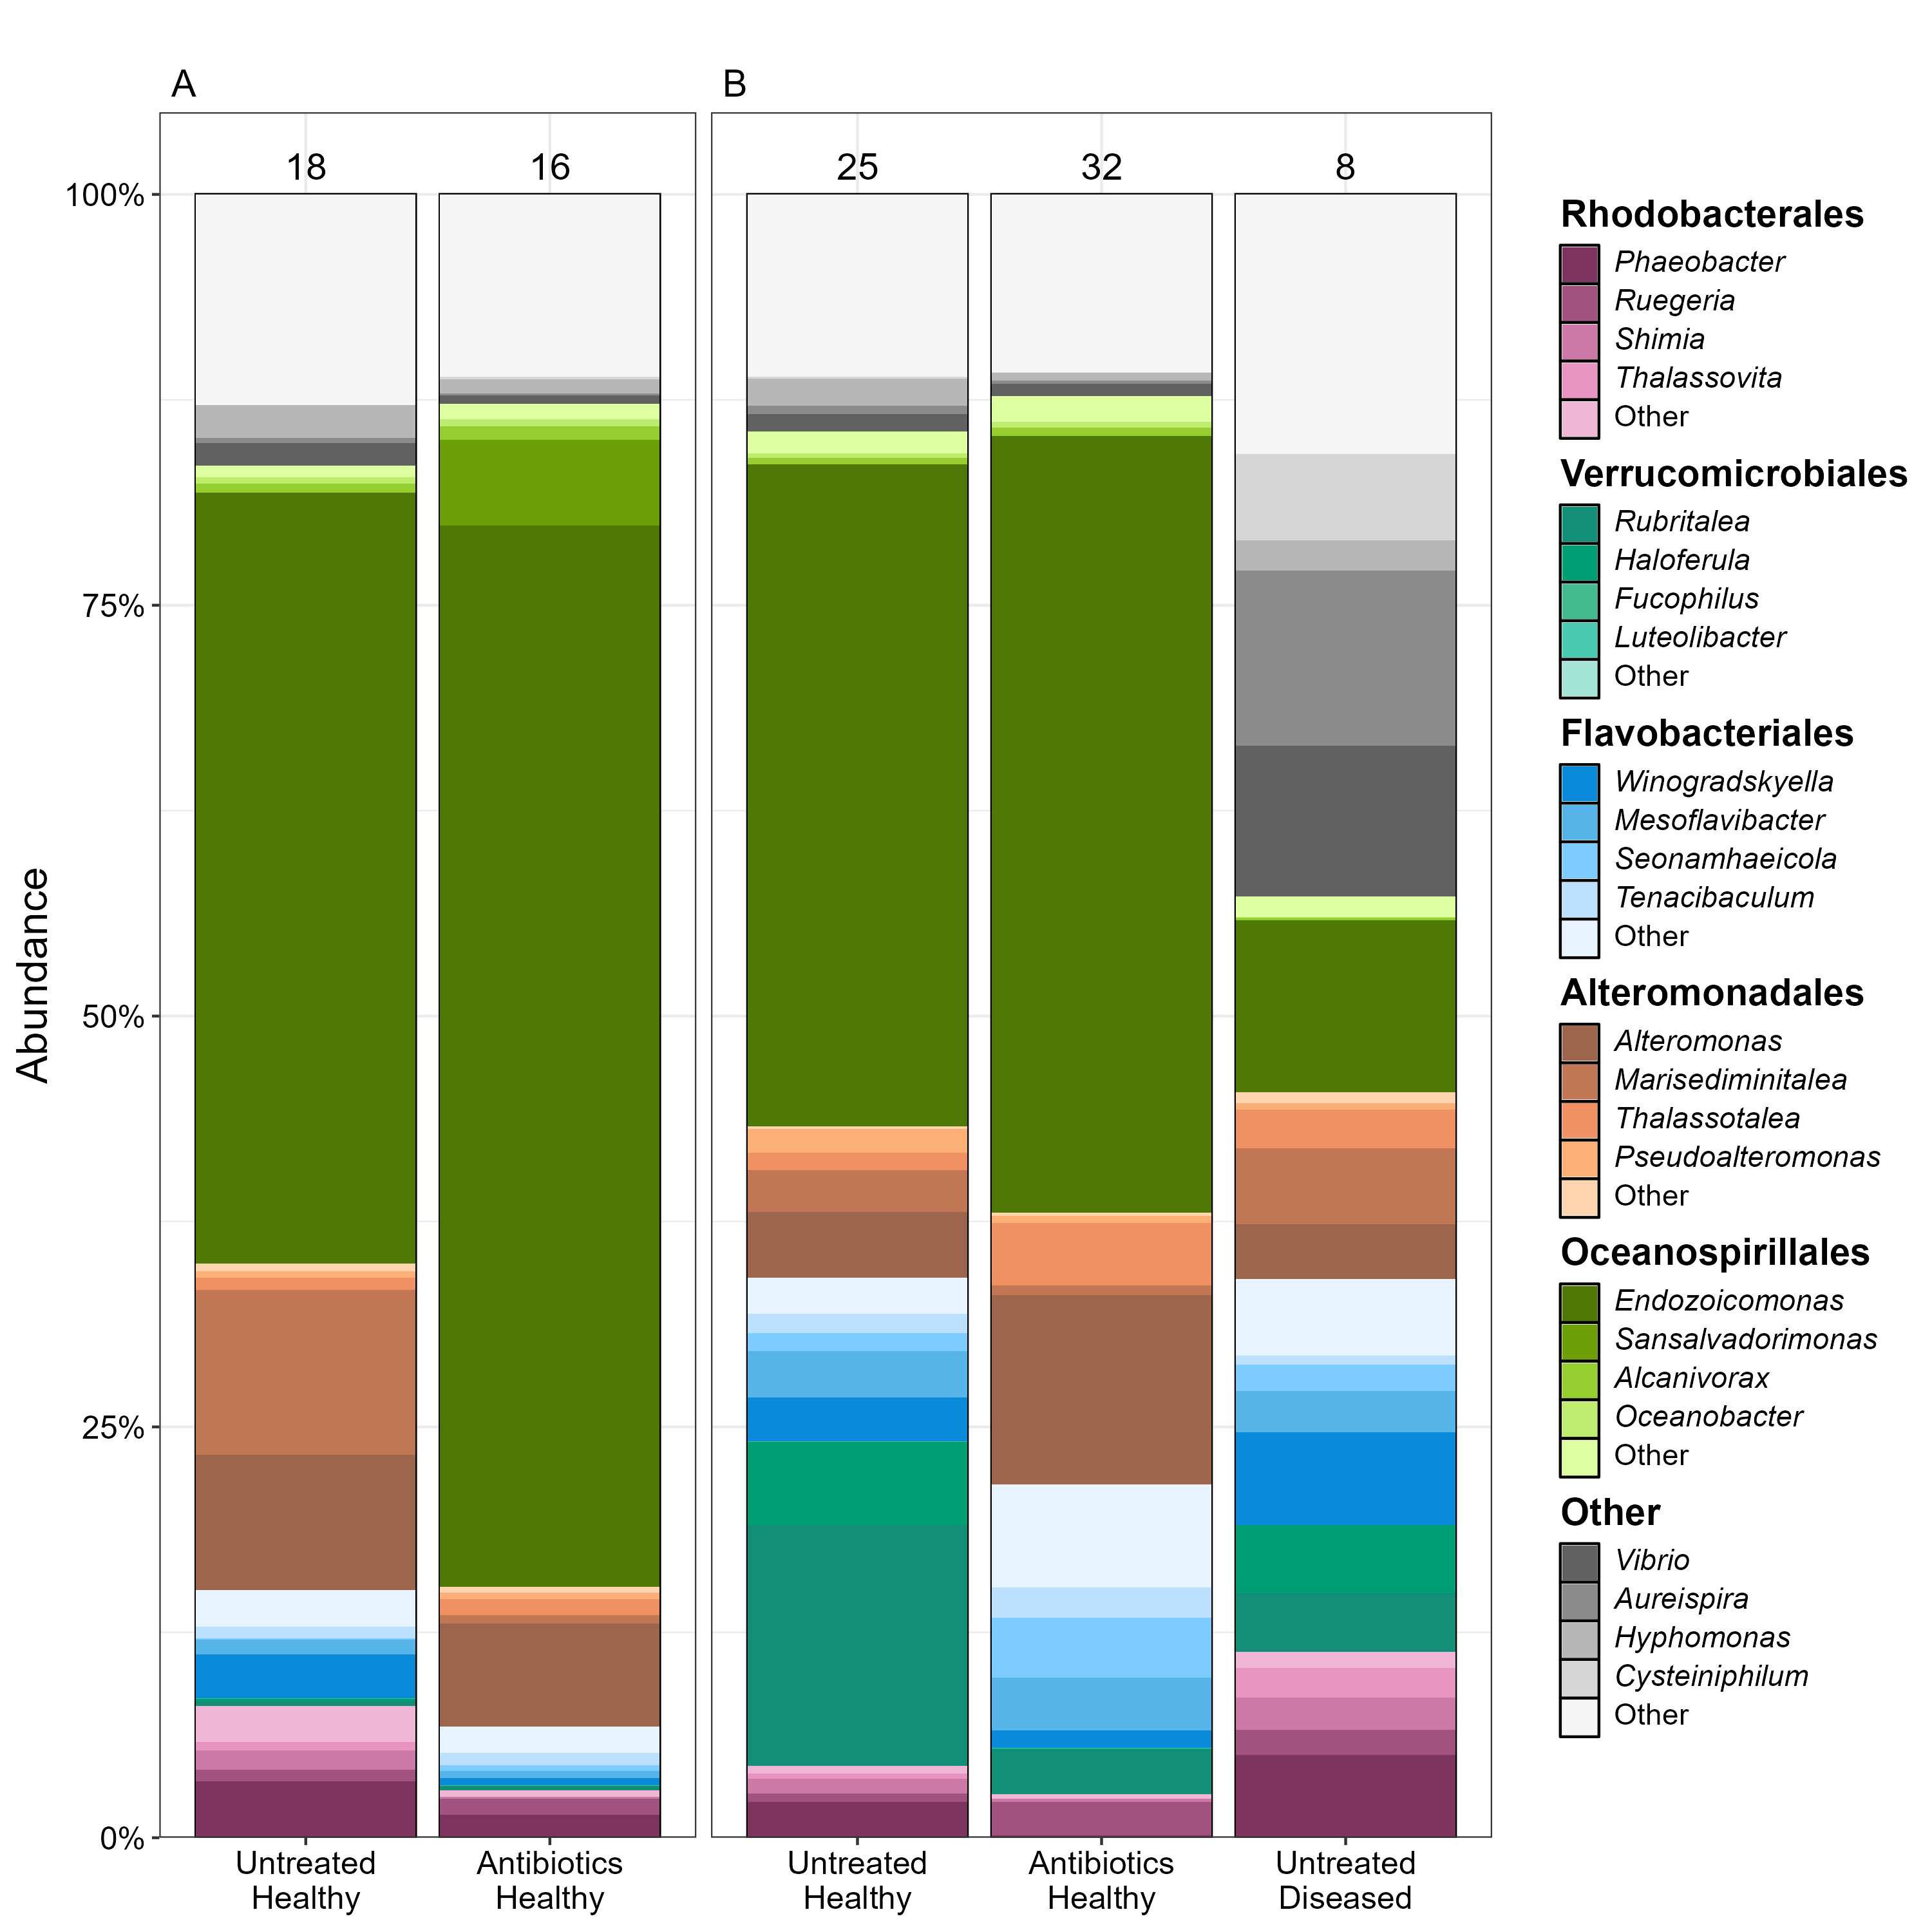 A
B
18
16
25
32
8
100%
75%
50%
25%
0%
Abundance
Untreated
Healthy
Antibiotics
Healthy
Untreated
Healthy
Antibiotics
Healthy
Untreated
Diseased
Rhodobacterales
Phaeobacter
Ruegeria
Shimia
Thalassovita
Other
Verrucomicrobiales
Rubritalea
Haloferula
Fucophilus
Luteolibacter
Other
Flavobacteriales
Winogradskyella
Mesoflavibacter
Seonamhaeicola
Tenacibaculum
Other
Alteromonadales
Alteromonas
Marisediminitalea
Thalassotalea
Pseudoalteromonas
Other
Oceanospirillales
Endozoicomonas
Sansalvadorimonas
Alcanivorax
Oceanobacter
Other
Other
Vibrio
Aureispira
Hyphomonas
Cysteiniphilum
Other